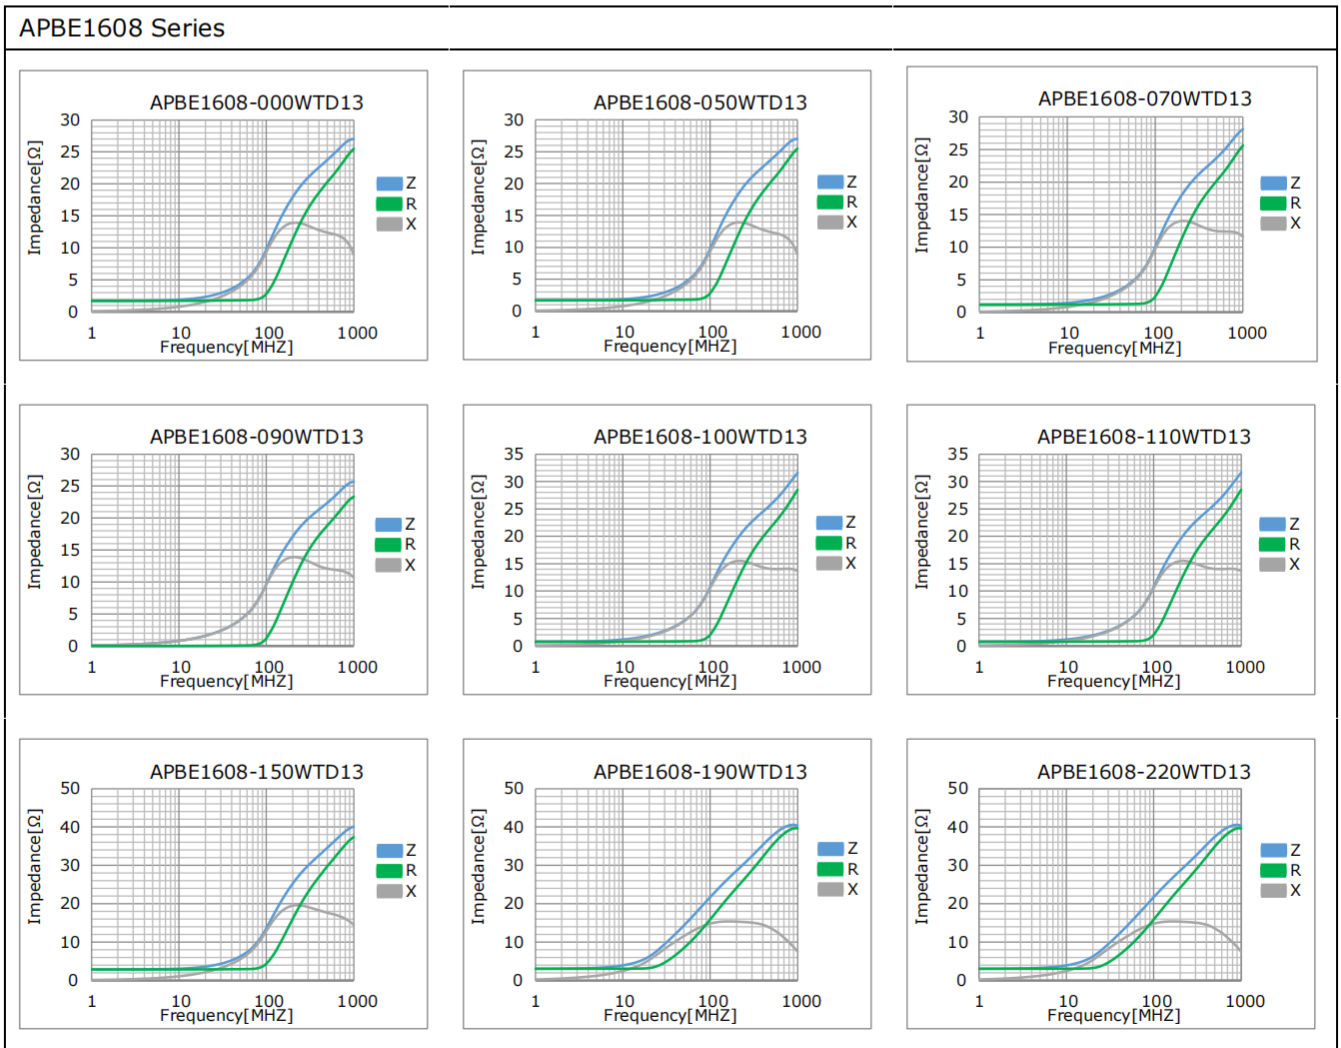 APBE1608 Series
APBE1608-000WTD13
Impedance[Ω]
30
25
20
15
10
5
0
1 10 100 1000
Frequency[MHZ]
Z
R
X
APBE1608-050WTD13
Impedance[Ω]
30
25
20
15
10
5
0
1 10 100 1000
Frequency[MHZ]
Z
R
X
APBE1608-070WTD13
Impedance[Ω]
30
25
20
15
10
5
0
1 10 100 1000
Frequency[MHZ]
Z
R
X
APBE1608-090WTD13
Impedance[Ω]
30
25
20
15
10
5
0
1 10 100 1000
Frequency[MHZ]
Z
R
X
APBE1608-100WTD13
Impedance[Ω]
35
30
25
20
15
10
5
0
1 10 100 1000
Frequency[MHZ]
Z
R
X
APBE1608-110WTD13
Impedance[Ω]
35
30
25
20
15
10
5
0
1 10 100 1000
Frequency[MHZ]
Z
R
X
APBE1608-150WTD13
Impedance[Ω]
50
40
30
20
10
0
1 10 100 1000
Frequency[MHZ]
Z
R
X
APBE1608-190WTD13
Impedance[Ω]
50
40
30
20
10
0
1 10 100 1000
Frequency[MHZ]
Z
R
X
APBE1608-220WTD13
Impedance[Ω]
50
40
30
20
10
0
1 10 100 1000
Frequency[MHZ]
Z
R
X